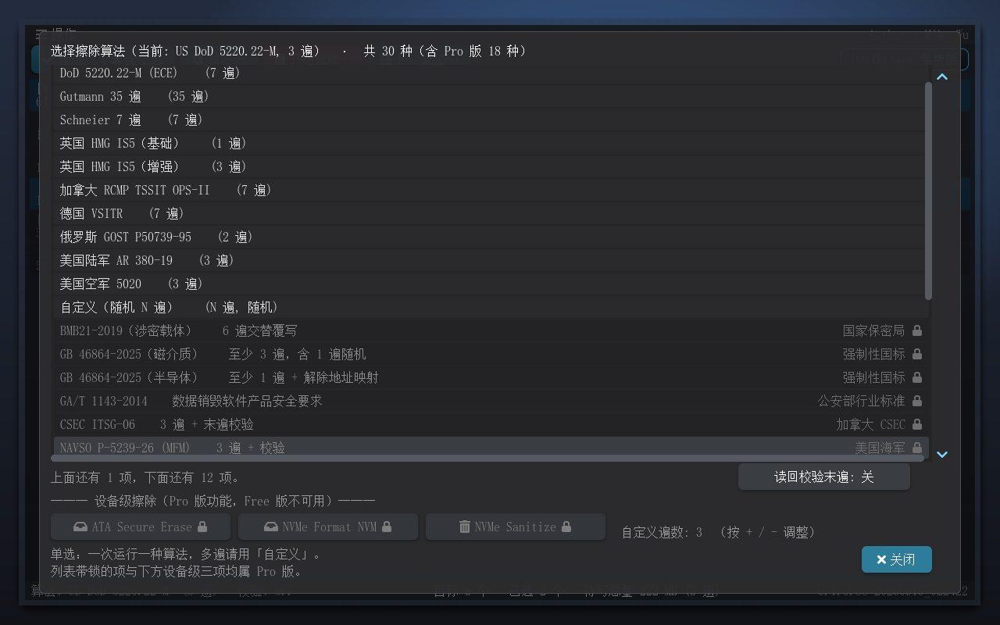 选择擦除算法（当前: US DoD 5220.22-M, 3 遍） · 共 30 种（含 Pro 版 18 种）
DoD 5220.22-M (ECE) (7 遍)
Gutmann 35 遍 (35 遍)
Schneier 7 遍 (7 遍)
英国 HMG IS5（基础） (1 遍)
英国 HMG IS5（增强） (3 遍)
加拿大 RCMP TSSIT OPS-II (7 遍)
德国 VSITR (7 遍)
俄罗斯 GOST P50739-95 (2 遍)
美国陆军 AR 380-19 (3 遍)
美国空军 5020 (3 遍)
自定义（随机 N 遍） (N 遍, 随机)
BMB21-2019（涉密载体） 6 遍交替覆写 国家保密局
GB 46864-2025（磁介质） 至少 3 遍，含 1 遍随机 强制性国标
GB 46864-2025（半导体） 至少 1 遍 + 解除地址映射 强制性国标
GA/T 1143-2014 数据销毁软件产品安全要求 公安部行业标准
CSEC ITSG-06 3 遍 + 末遍校验 加拿大 CSEC
NAVSO P-5239-26 (MFM) 3 遍 + 校验 美国海军
上面还有 1 项，下面还有 12 项。
读回校验末遍: 关
─── 设备级擦除（Pro 版功能，Free 版不可用）───
ATA Secure Erase NVMe Format NVM NVMe Sanitize
自定义遍数: 3 （按 + / - 调整）
单选：一次运行一种算法，多遍请用「自定义」。
列表带锁的项与下方设备级三项均属 Pro 版。
关闭